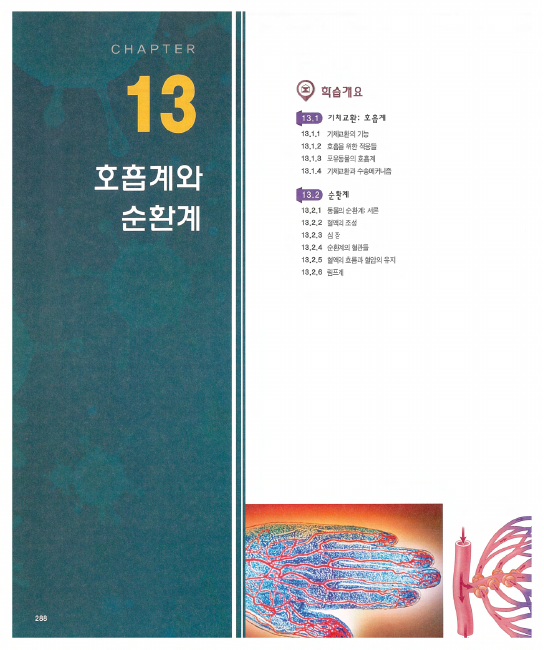 CHAPTER
13
호흡계와
순환계
학습개요
13.1 기체교환: 호흡계
13.1.1 기체교환의 기능
13.1.2 호흡을 위한 적응들
13.1.3 포유동물의 호흡계
13.1.4 기체교환과 수송메커니즘
13.2 순환계
13.2.1 동물의 순환계: 서론
13.2.2 혈액의 조성
13.2.3 심장
13.2.4 순환계의 혈관들
13.2.5 혈액의 흐름과 혈압의 유지
13.2.6 림프계
288